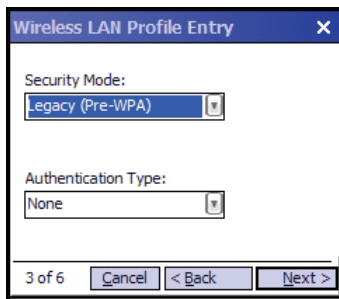 Wireless LAN Profile Entry X
Security Mode:
Legacy (Pre-WPA)
Authentication Type:
None
3 of 6 Cancel < Back Next >